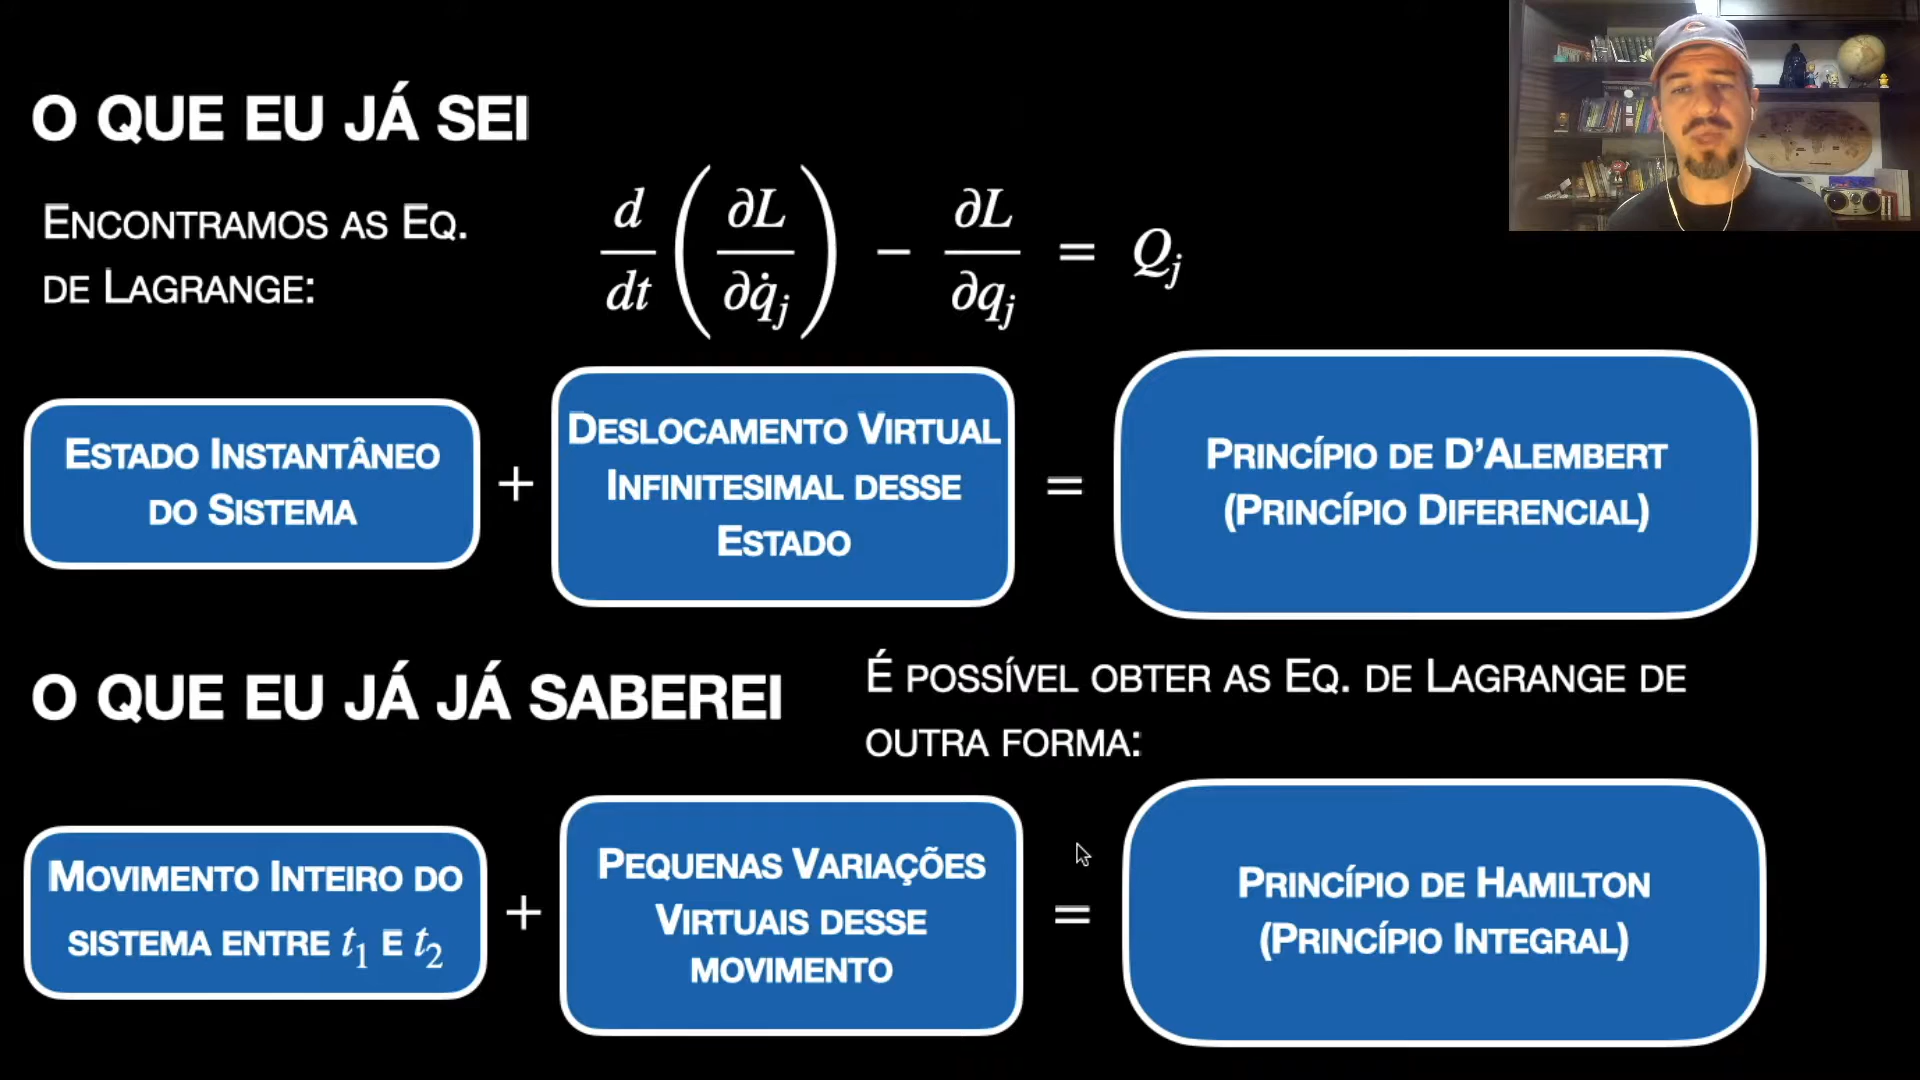 O QUE EU JÁ SEI
ENCONTRAMOS AS EQ.
DE LAGRANGE:
d/dt (∂L/∂q̇ⱼ) − ∂L/∂qⱼ = Qⱼ
ESTADO INSTANTÂNEO
DO SISTEMA
+
DESLOCAMENTO VIRTUAL
INFINITESIMAL DESSE
ESTADO
=
PRINCÍPIO DE D’ALEMBERT
(PRINCÍPIO DIFERENCIAL)
O QUE EU JÁ JÁ SABEREI
É POSSÍVEL OBTER AS EQ. DE LAGRANGE DE
OUTRA FORMA:
MOVIMENTO INTEIRO DO
SISTEMA ENTRE t₁ E t₂
+
PEQUENAS VARIAÇÕES
VIRTUAIS DESSE
MOVIMENTO
=
PRINCÍPIO DE HAMILTON
(PRINCÍPIO INTEGRAL)